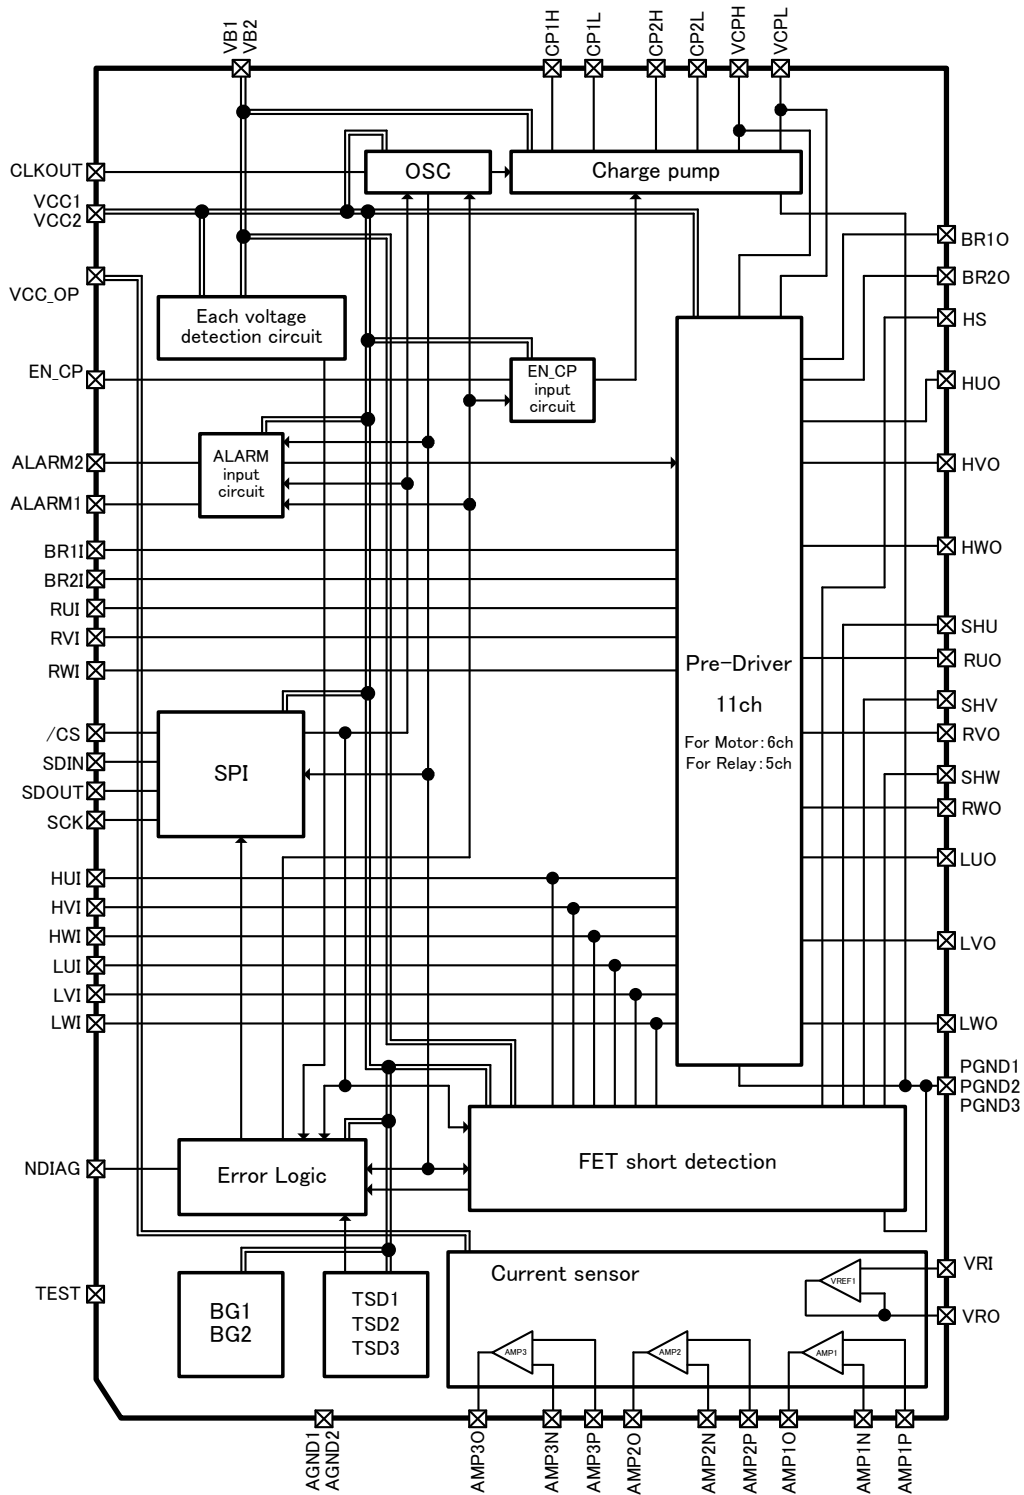 VB1
VB2
CP1H
CP1L
CP2H
CP2L
VCPH
VCPL
CLKOUT
VCC1
VCC2
VCC_OP
EN_CP
ALARM2
ALARM1
BR1I
BR2I
RUI
RVI
RWI
/CS
SDIN
SDOUT
SCK
HUI
HVI
HWI
LUI
LVI
LWI
NDIAG
TEST
OSC
Charge pump
Each voltage
detection circuit
EN_CP
input
circuit
ALARM
input
circuit
SPI
Pre-Driver
11ch
For Motor:6ch
For Relay:5ch
Error Logic
FET short detection
BG1
BG2
TSD1
TSD2
TSD3
Current sensor
VREF1
AMP3
AMP2
AMP1
BR1O
BR2O
HS
HUO
HVO
HWO
SHU
RUO
SHV
RVO
SHW
RWO
LUO
LVO
LWO
PGND1
PGND2
PGND3
VRI
VRO
AGND1
AGND2
AMP3O
AMP3N
AMP3P
AMP2O
AMP2N
AMP2P
AMP1O
AMP1N
AMP1P